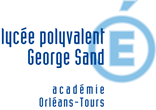 lycée polyvalent
George Sand
É
académie
Orléans-Tours